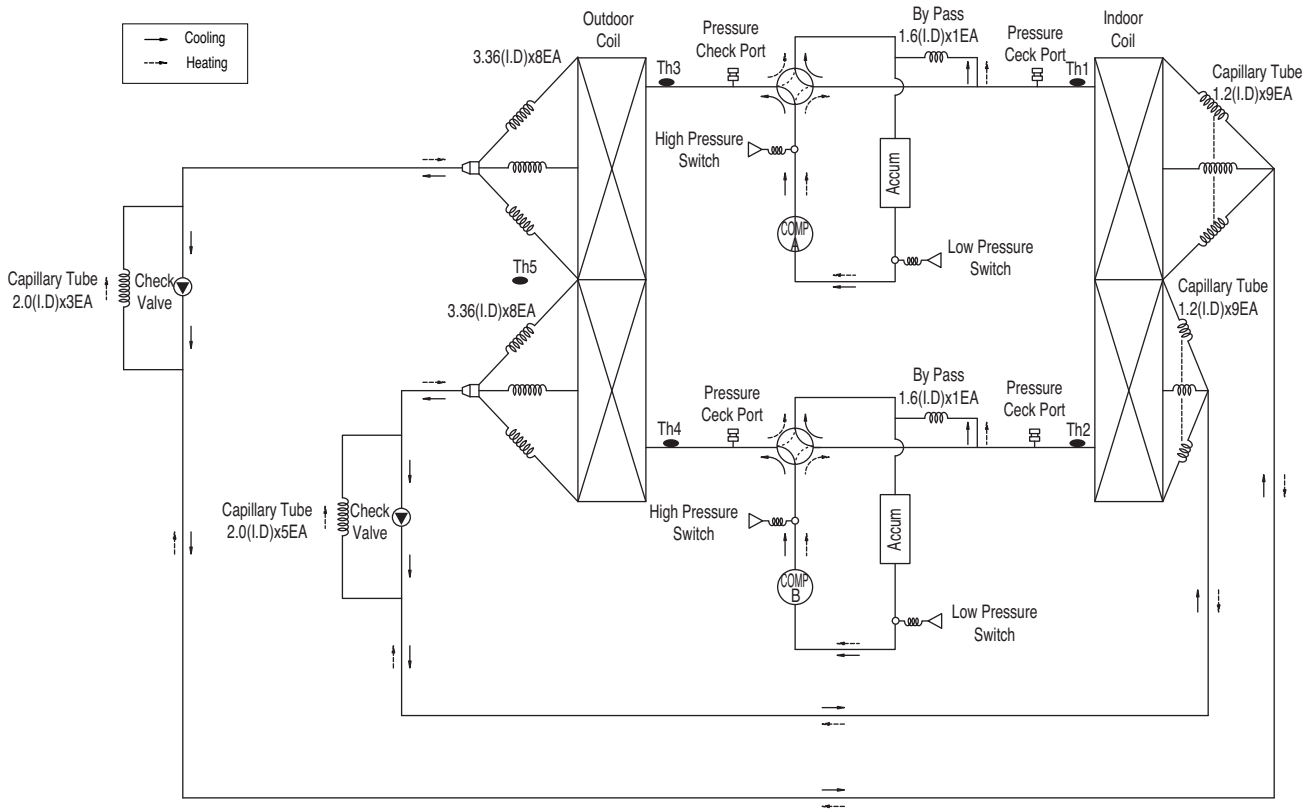 Cooling
Heating
Outdoor
Coil
Pressure
Check Port
By Pass
1.6(I.D)x1EA
Pressure
Ceck Port
Indoor
Coil
3.36(I.D)x8EA
Th3
Th1
Capillary Tube
1.2(I.D)x9EA
High Pressure
Switch
Accum
COMP
A
Low Pressure
Switch
Th5
Capillary Tube
2.0(I.D)x3EA
Check
Valve
3.36(I.D)x8EA
Capillary Tube
1.2(I.D)x9EA
Pressure
Ceck Port
By Pass
1.6(I.D)x1EA
Pressure
Ceck Port
Th4
Th2
Capillary Tube
2.0(I.D)x5EA
Check
Valve
High Pressure
Switch
Accum
COMP
B
Low Pressure
Switch